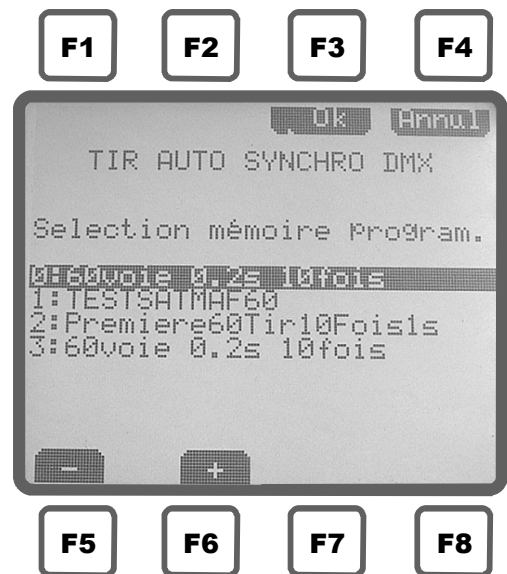 F1 F2 F3 F4
Ok Annul
TIR AUTO SYNCHRO DMX
Selection mémoire Program.
0:60voie 0.2s 10fois
1:TESTSATMAF60
2:Premiere60Tir10Fois1s
3:60voie 0.2s 10fois
- +
F5 F6 F7 F8